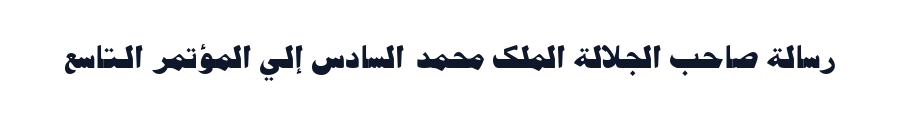 رسالة صاحب الجلالة الملك محمد السادس إلي المؤتمر التاسع